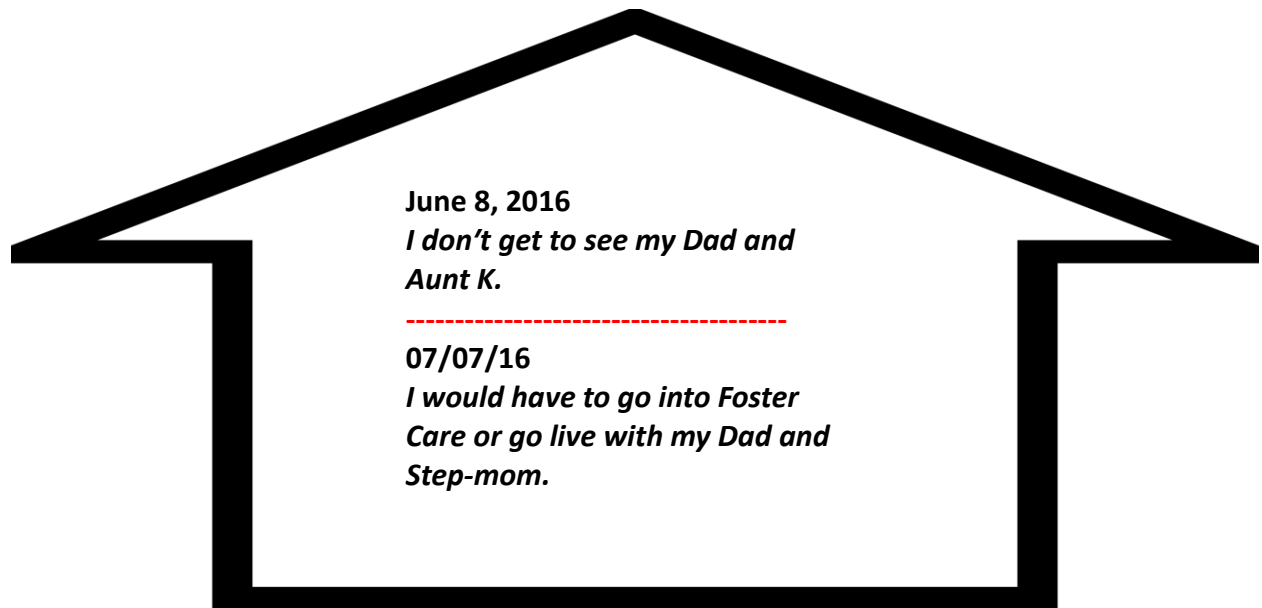 June 8, 2016
I don’t get to see my Dad and
Aunt K.
---------------------------------------
07/07/16
I would have to go into Foster
Care or go live with my Dad and
Step-mom.